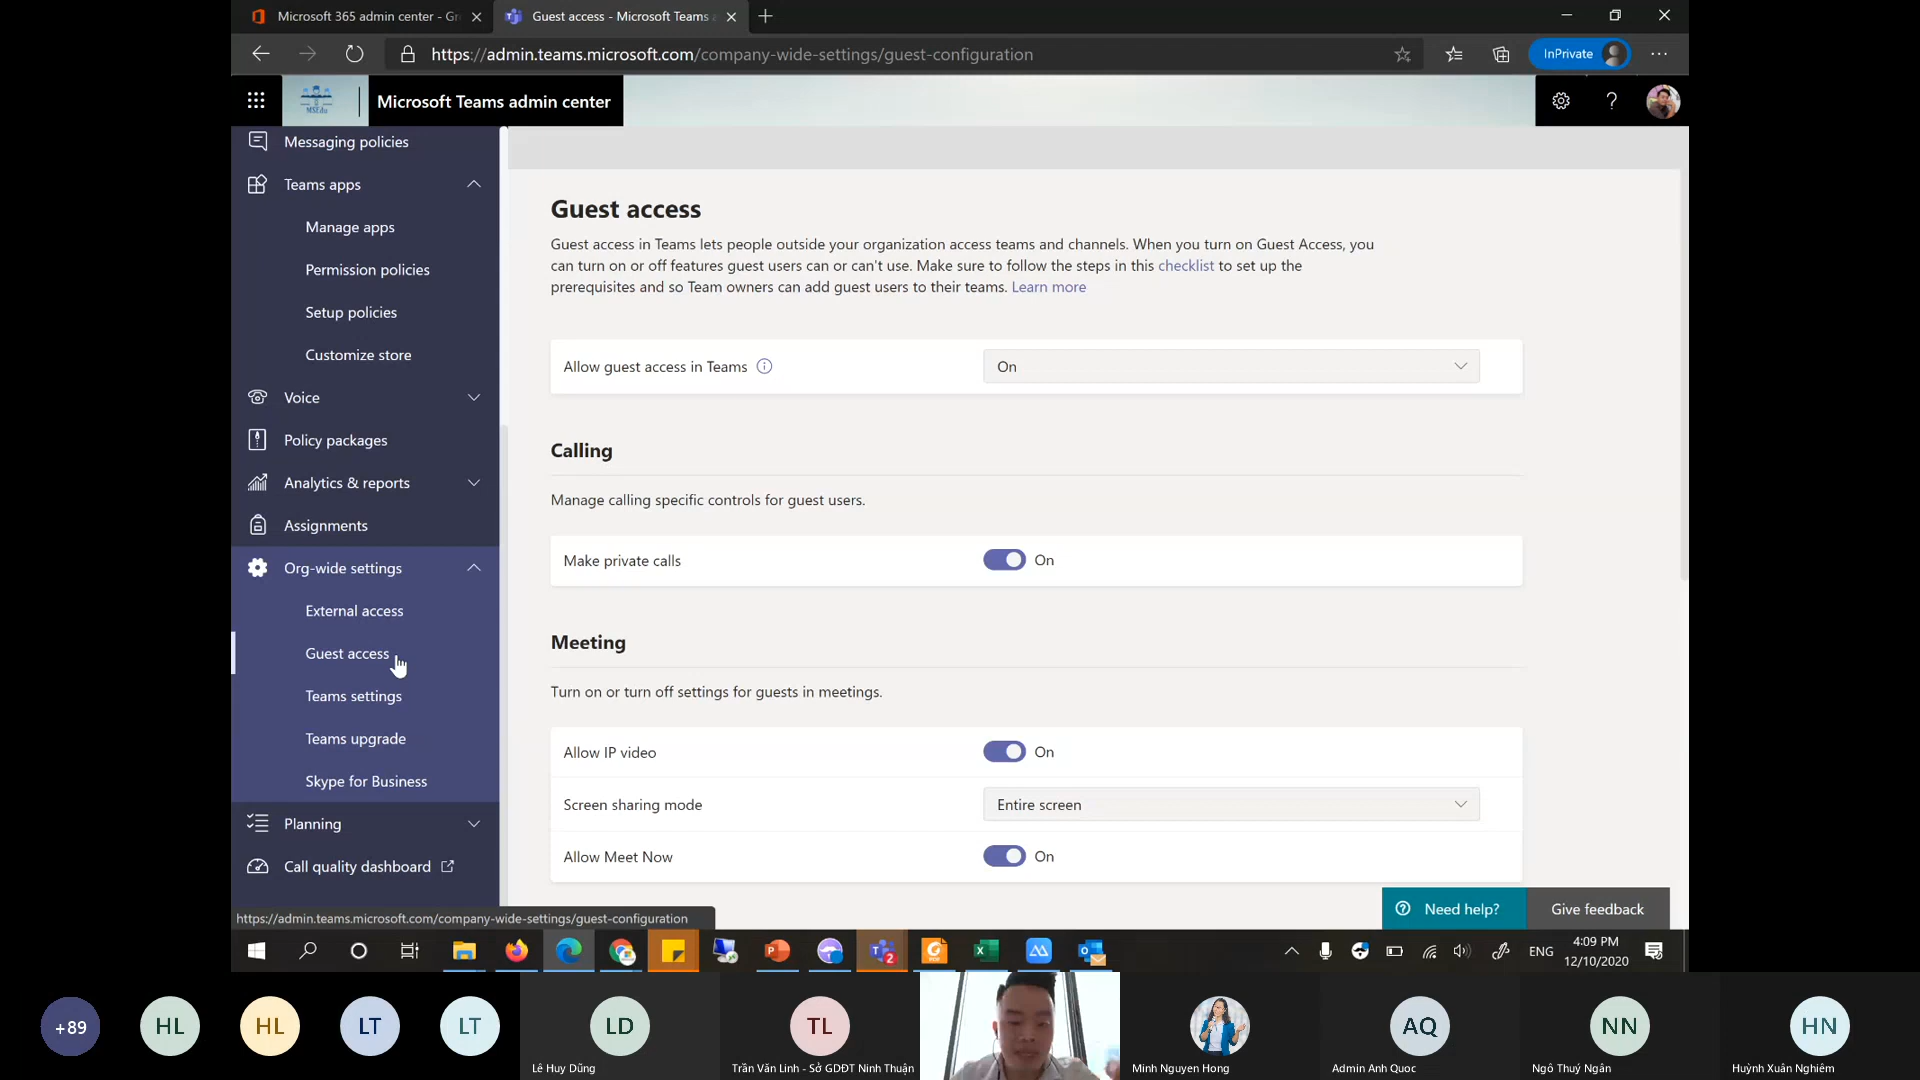 Microsoft 365 admin center - Gr
Guest access - Microsoft Teams a
https://admin.teams.microsoft.com/company-wide-settings/guest-configuration
InPrivate
MSEdu
Microsoft Teams admin center
Messaging policies
Teams apps
Manage apps
Permission policies
Setup policies
Customize store
Voice
Policy packages
Analytics & reports
Assignments
Org-wide settings
External access
Guest access
Teams settings
Teams upgrade
Skype for Business
Planning
Call quality dashboard
Guest access
Guest access in Teams lets people outside your organization access teams and channels. When you turn on Guest Access, you
can turn on or off features guest users can or can't use. Make sure to follow the steps in this checklist to set up the
prerequisites and so Team owners can add guest users to their teams. Learn more
Allow guest access in Teams On
Calling
Manage calling specific controls for guest users.
Make private calls On
Meeting
Turn on or turn off settings for guests in meetings.
Allow IP video On
Screen sharing mode Entire screen
Allow Meet Now On
Need help? Give feedback
https://admin.teams.microsoft.com/company-wide-settings/guest-configuration
2
ENG
4:09 PM
12/10/2020
+89 HL HL LT LT LD TL AQ NN HN
Lê Huy Dũng Trần Văn Linh - Sở GDĐT Ninh Thuận Minh Nguyen Hong Admin Anh Quoc Ngô Thuý Ngân Huỳnh Xuân Nghiêm